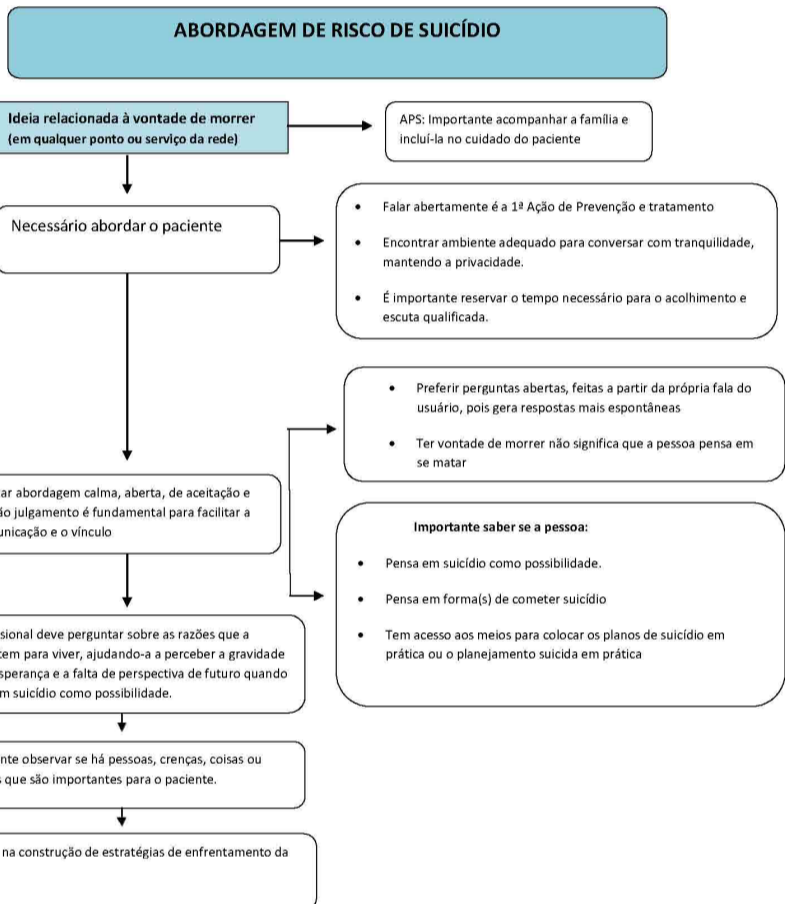 ABORDAGEM DE RISCO DE SUICÍDIO
Ideia relacionada à vontade de morrer
(em qualquer ponto ou serviço da rede)
APS: Importante acompanhar a família e
incluí-la no cuidado do paciente
Necessário abordar o paciente
• Falar abertamente é a 1ª Ação de Prevenção e tratamento
• Encontrar ambiente adequado para conversar com tranquilidade,
mantendo a privacidade.
• É importante reservar o tempo necessário para o acolhimento e
escuta qualificada.
• Preferir perguntas abertas, feitas a partir da própria fala do
usuário, pois gera respostas mais espontâneas
• Ter vontade de morrer não significa que a pessoa pensa em
se matar
ar abordagem calma, aberta, de aceitação e
ão julgamento é fundamental para facilitar a
unicação e o vínculo
Importante saber se a pessoa:
• Pensa em suicídio como possibilidade.
• Pensa em forma(s) de cometer suicídio
• Tem acesso aos meios para colocar os planos de suicídio em
prática ou o planejamento suicida em prática
sional deve perguntar sobre as razões que a
tem para viver, ajudando-a a perceber a gravidade
sperança e a falta de perspectiva de futuro quando
m suicídio como possibilidade.
nte observar se há pessoas, crenças, coisas ou
s que são importantes para o paciente.
na construção de estratégias de enfrentamento da